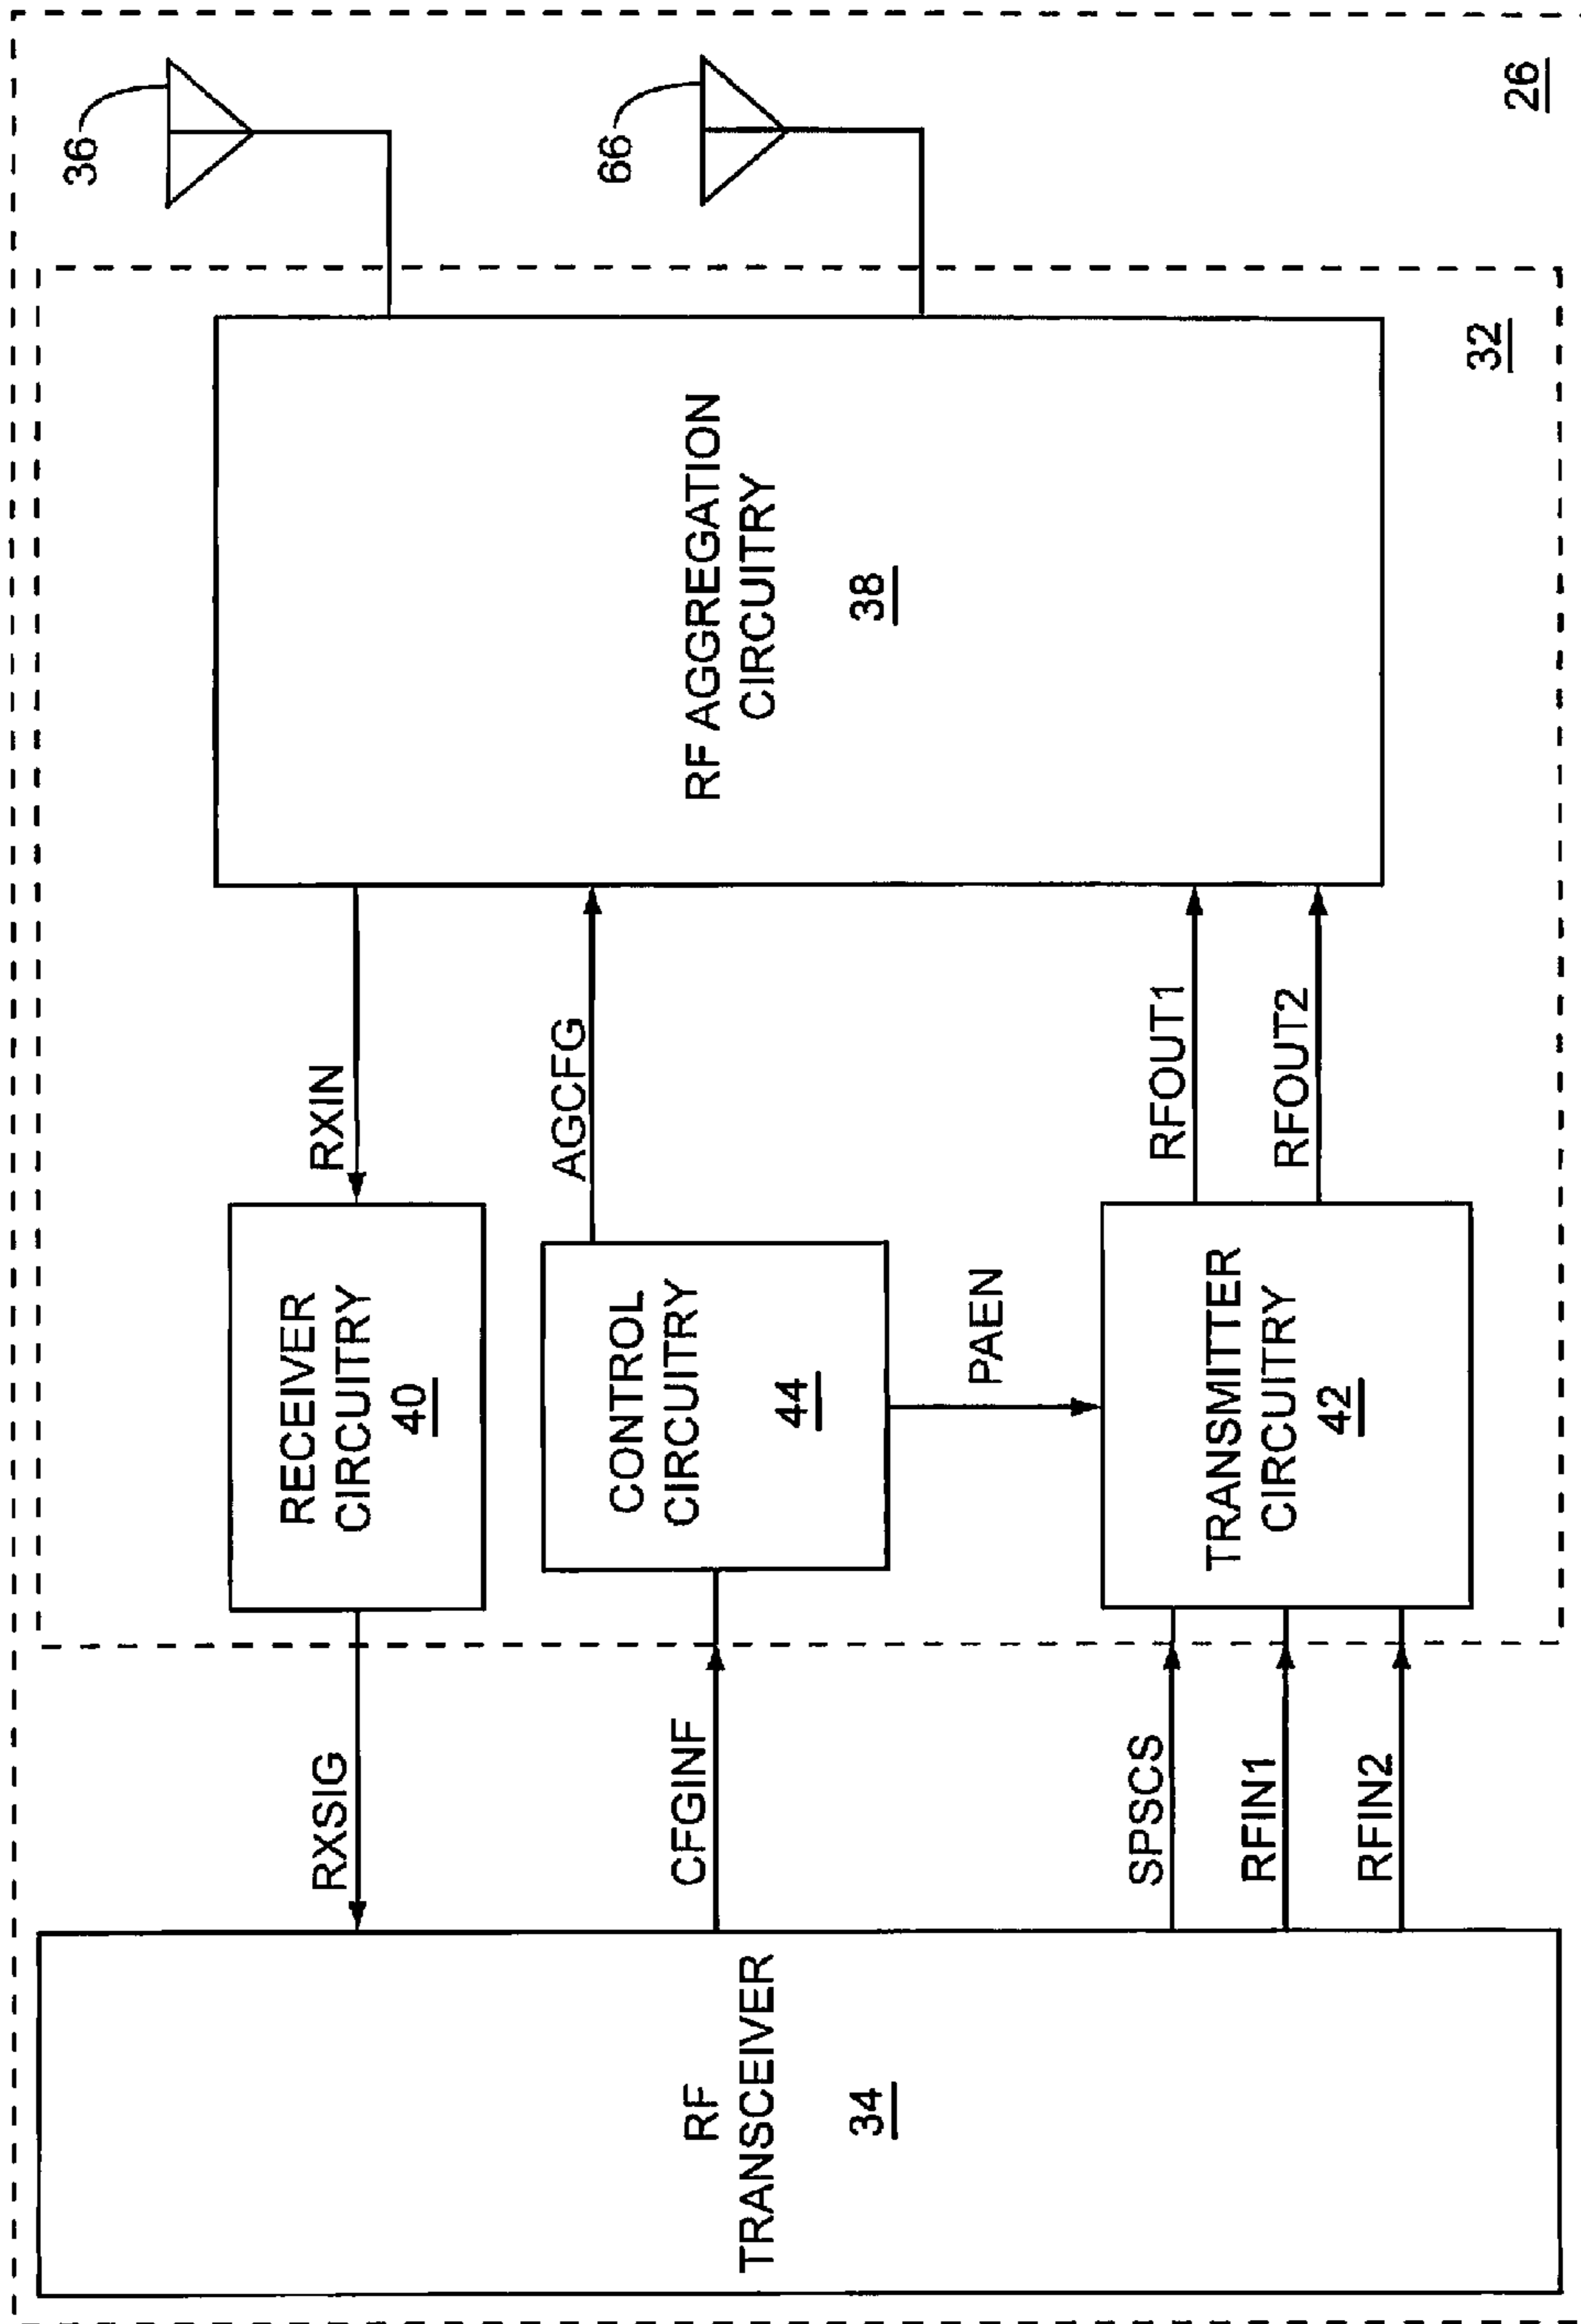 36
66
26
32
RF AGGREGATION
CIRCUITRY
38
RXIN
AGCFG
RFOUT1
RFOUT2
RECEIVER
CIRCUITRY
40
CONTROL
CIRCUITRY
44
PAEN
TRANSMITTER
CIRCUITRY
42
RXSIG
CFGINF
SPSCS
RFIN1
RFIN2
RF
TRANSCEIVER
34